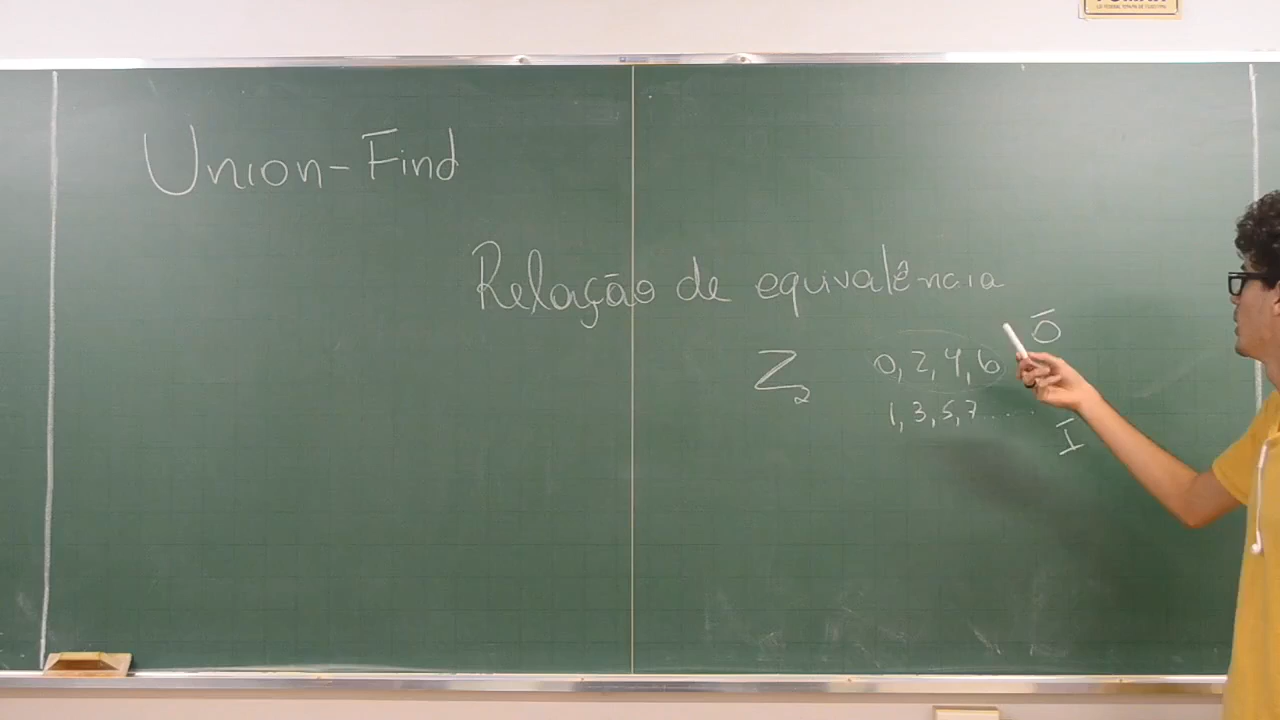 Union-Find
Relação de equivalência
0̄
Z₂ 0, 2, 4, 6
1, 3, 5, 7.....
1̄